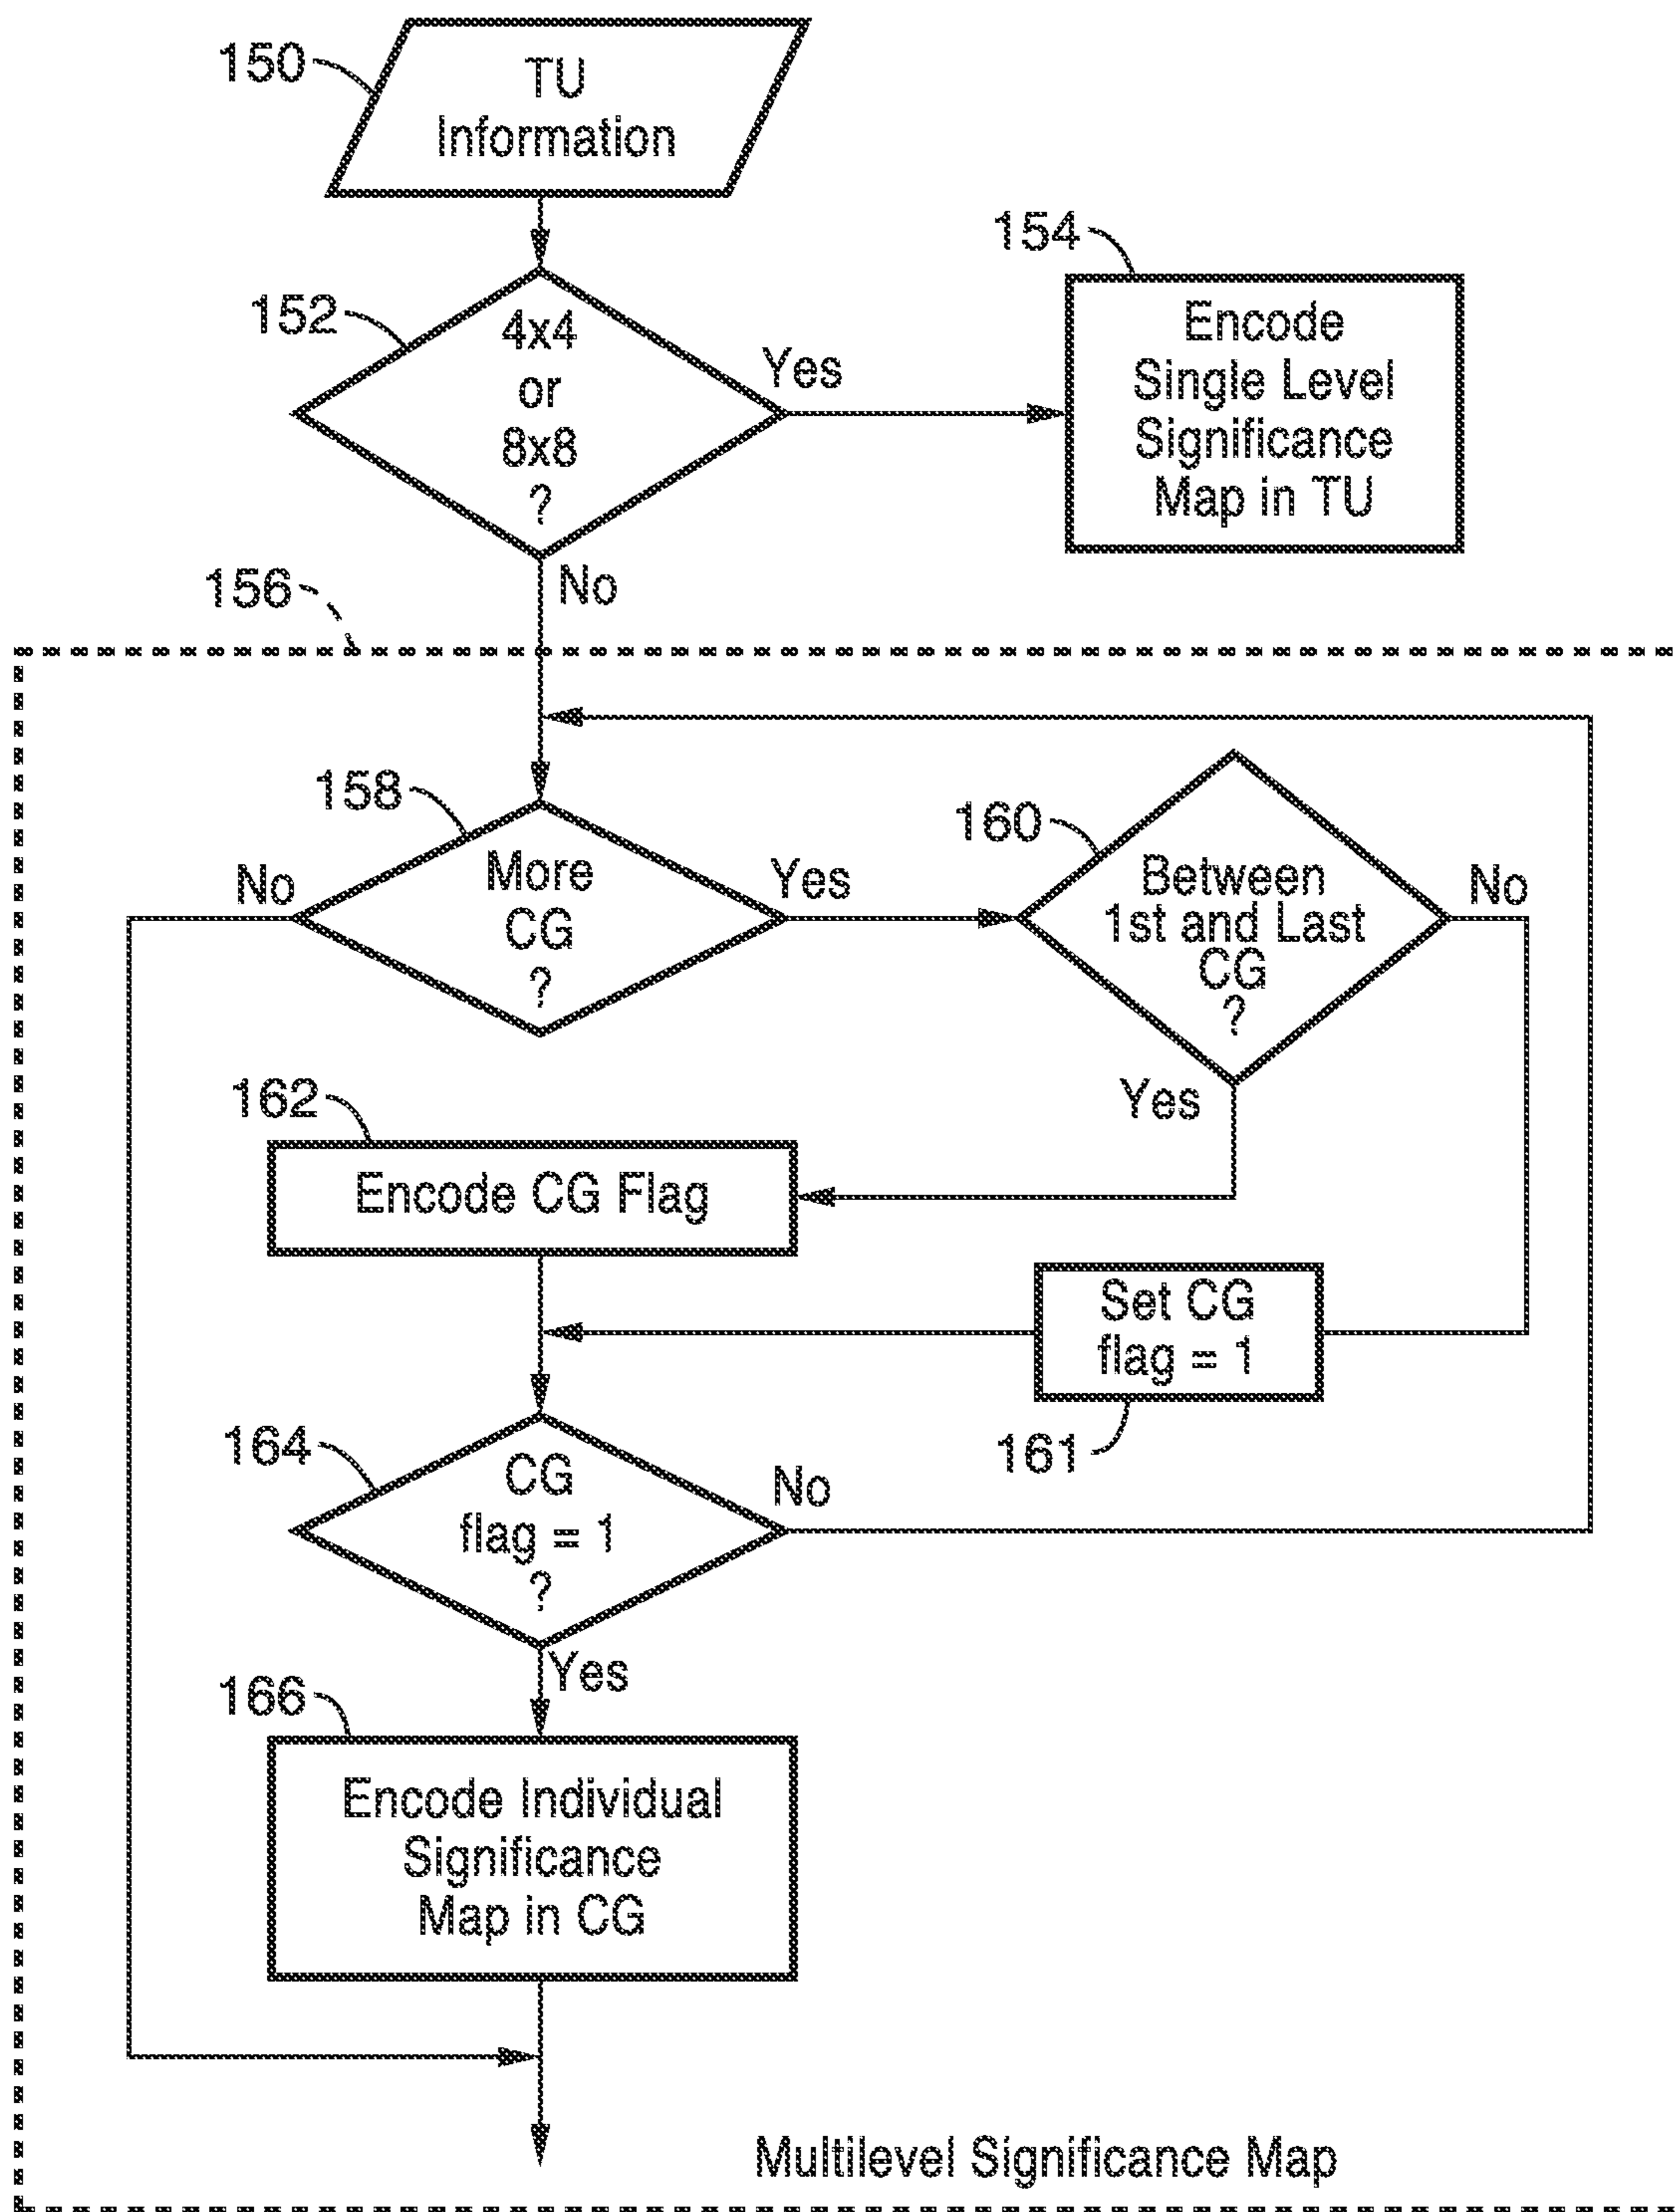 150
TU
Information
152
4x4
or
8x8
?
Yes
154
Encode
Single Level
Significance
Map in TU
No
156
158
More
CG
?
No
Yes
160
Between
1st and Last
CG
?
No
Yes
162
Encode CG Flag
Set CG
flag = 1
161
164
CG
flag = 1
?
No
Yes
166
Encode Individual
Significance
Map in CG
Multilevel Significance Map